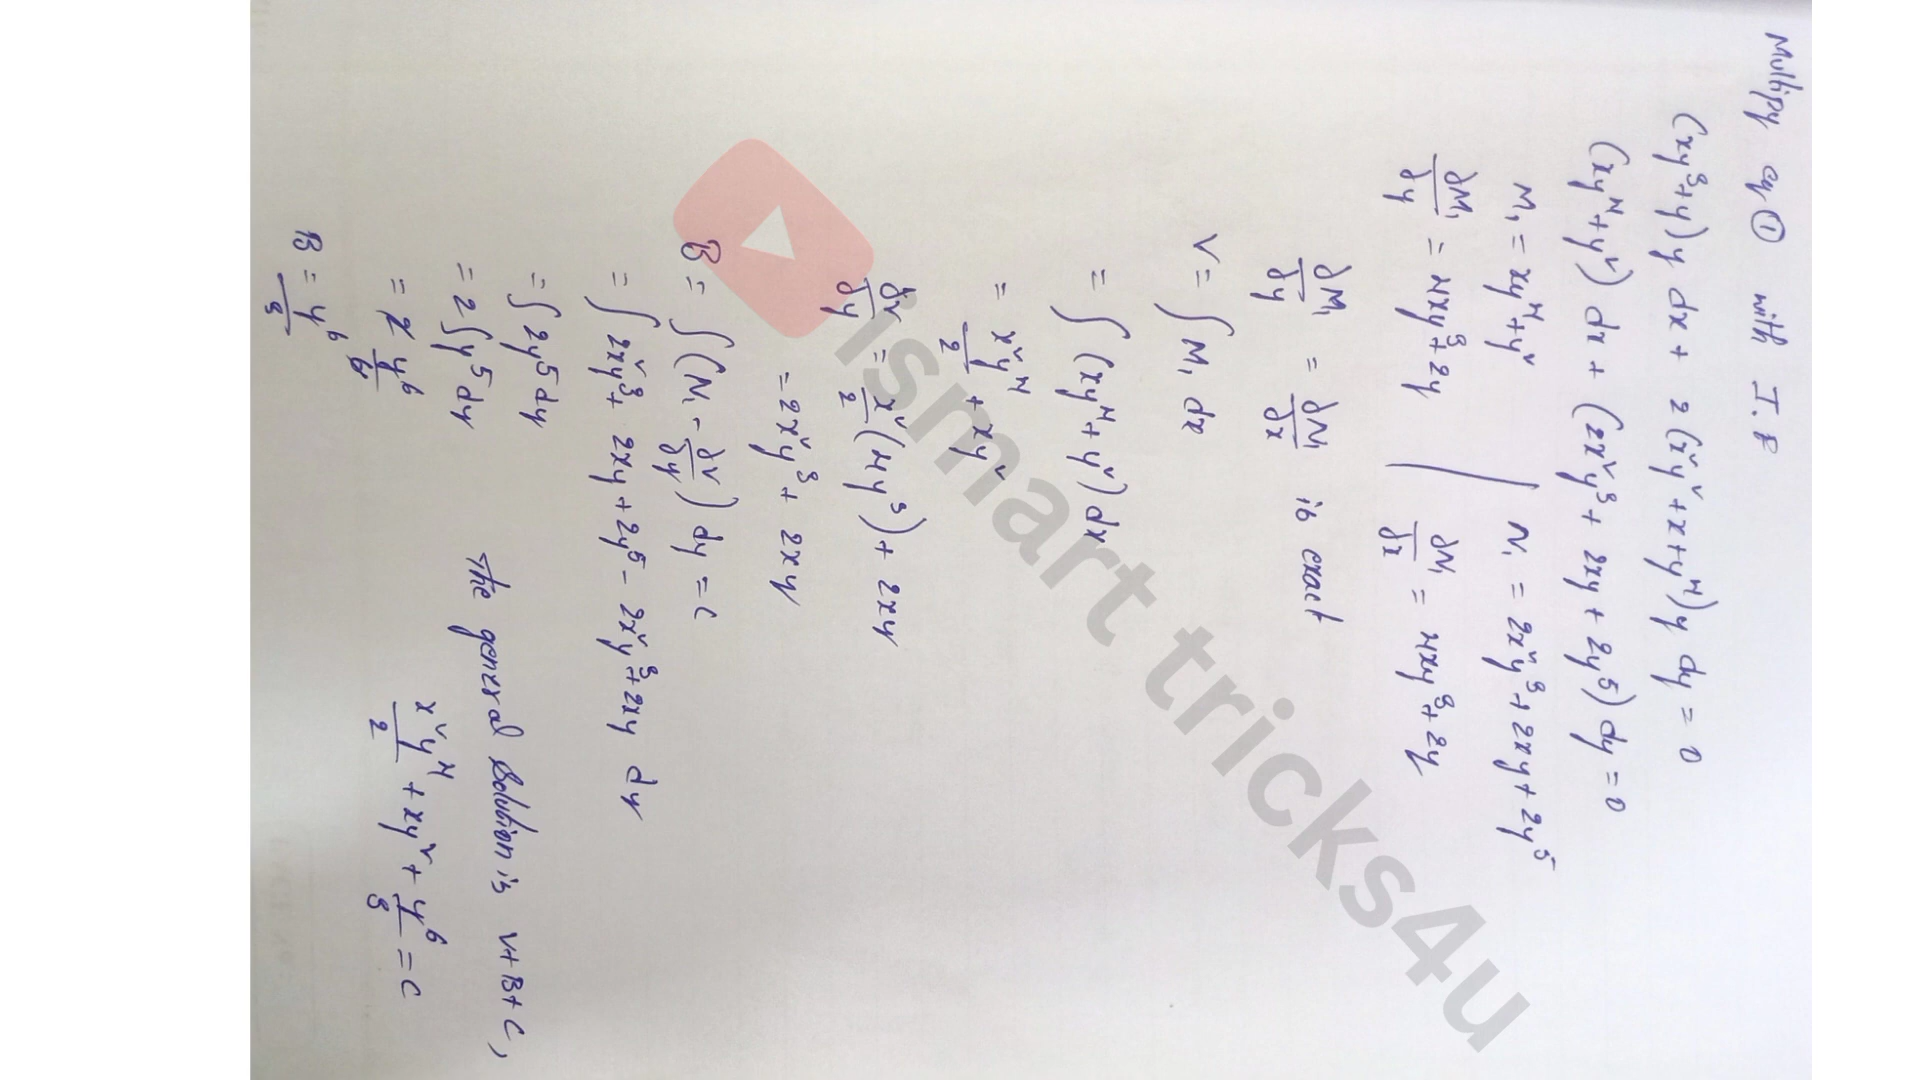 Multipy eq ① with I.F
(xy³+y)y dx + 2(x²y²+x+y⁴)y dy = 0
(xy⁴+y²) dx + (2x²y³+ 2xy+ 2y⁵) dy = 0
M₁ = xy⁴+y² | N₁ = 2x²y³+2xy+2y⁵
∂M₁/∂y = 4xy³+2y | ∂N₁/∂x = 4xy³+2y
∂M₁/∂y = ∂N₁/∂x is exact
V = ∫ M₁ dx
= ∫ (xy⁴+y²) dx
= x²y⁴/2 + xy²
∂v/∂y = x²/2 (4y³) + 2xy
= 2x²y³ + 2xy
B = ∫ (N₁ - ∂v/∂y) dy = c
= ∫ 2x²y³+ 2xy+2y⁵- 2x²y³+2xy dy
= ∫ 2y⁵ dy
= 2 ∫ y⁵ dy
= 2 y⁶/6
B = y⁶/3
The general solution is v+B+c,
x²y⁴/2 + xy² + y⁶/3 = c
ismart tricks4u